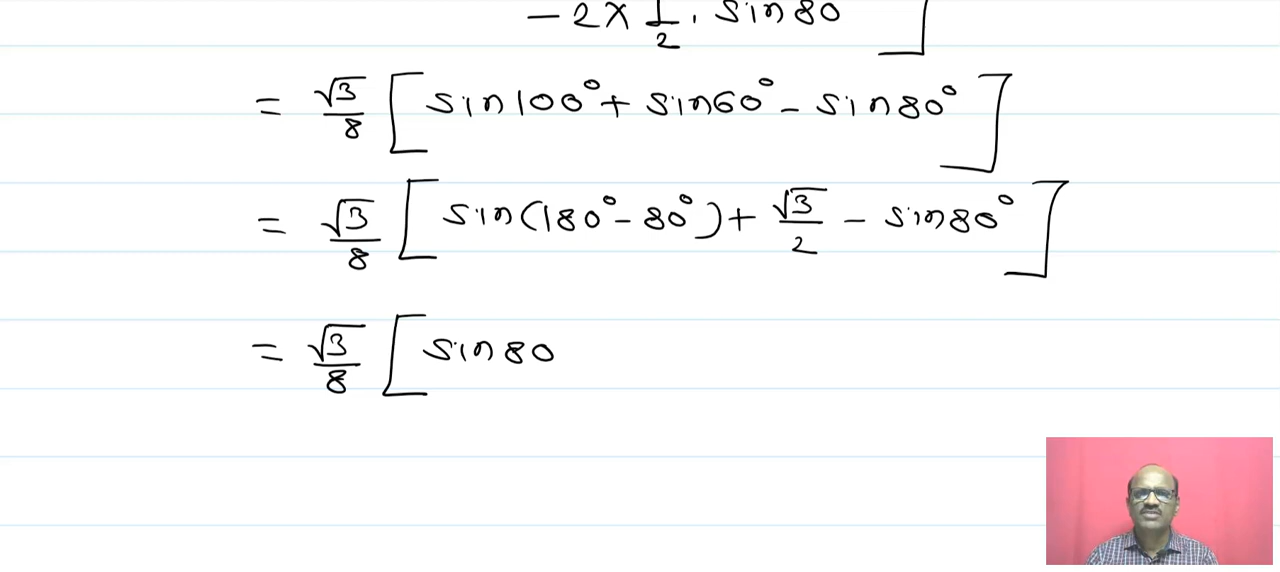 - 2 × 1/2 . sin 80 ]
= √3/8 [ sin 100° + sin 60° - sin 80° ]
= √3/8 [ sin(180° - 80°) + √3/2 - sin 80° ]
= √3/8 [ sin 80